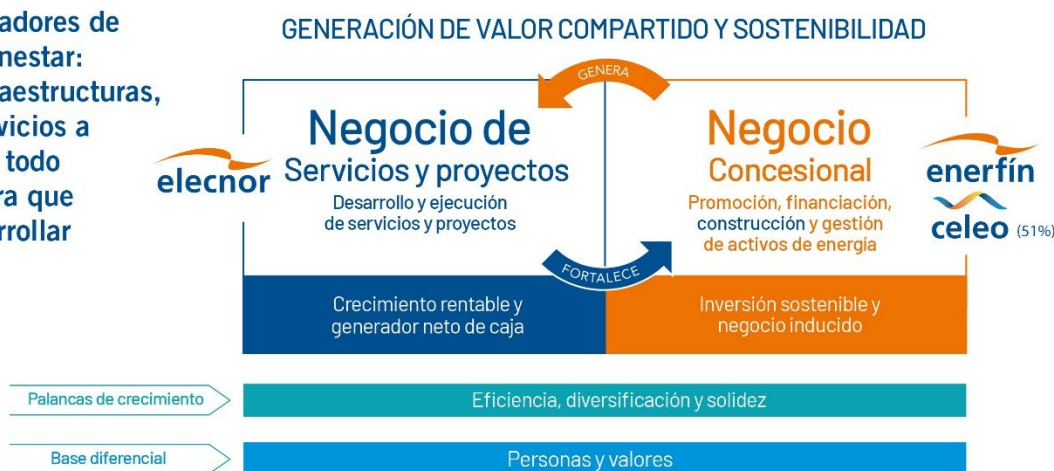 adores de
nestar:
aestructuras,
vicios a
todo
ra que
rrollar
GENERACIÓN DE VALOR COMPARTIDO Y SOSTENIBILIDAD
GENERA
elecnor
Negocio de
Servicios y proyectos
Desarrollo y ejecución
de servicios y proyectos
Negocio
Concesional
Promoción, financiación,
construcción y gestión
de activos de energía
enerfín
celeo (51%)
FORTALECE
Crecimiento rentable y
generador neto de caja
Inversión sostenible y
negocio inducido
Palancas de crecimiento
Eficiencia, diversificación y solidez
Base diferencial
Personas y valores